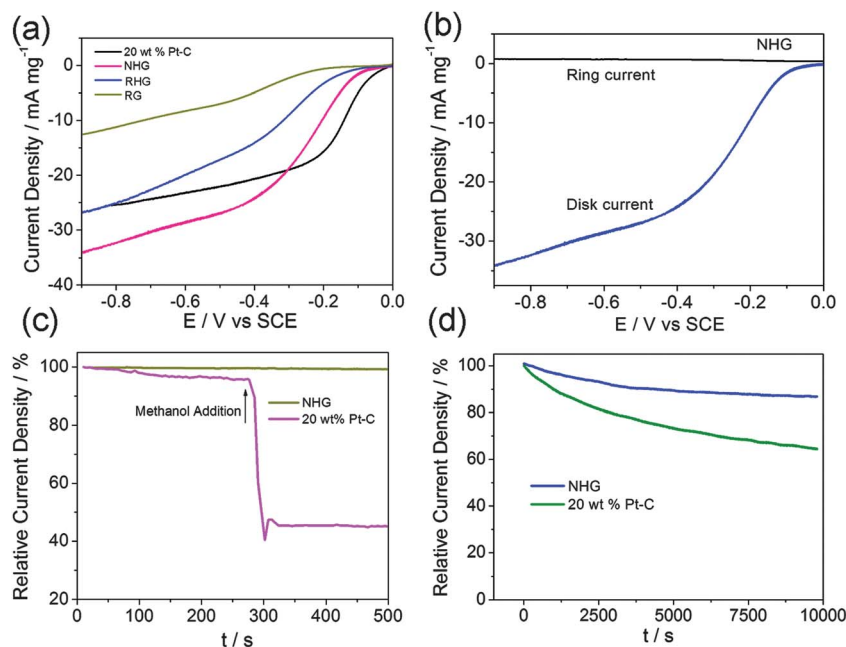 (a)
20 wt % Pt-C
NHG
RHG
RG
0
-10
-20
-30
-40
Current Density / mA mg⁻¹
-0.8 -0.6 -0.4 -0.2 0.0
E / V vs SCE
(b)
NHG
Ring current
Disk current
0
-10
-20
-30
Current Density / mA mg⁻¹
-0.8 -0.6 -0.4 -0.2 0.0
E / V vs SCE
(c)
100
80
60
40
20
Relative Current Density / %
NHG
20 wt% Pt-C
Methanol Addition
0 100 200 300 400 500
t / s
(d)
100
80
60
40
20
0
Relative Current Density / %
NHG
20 wt % Pt-C
0 2500 5000 7500 10000
t / s